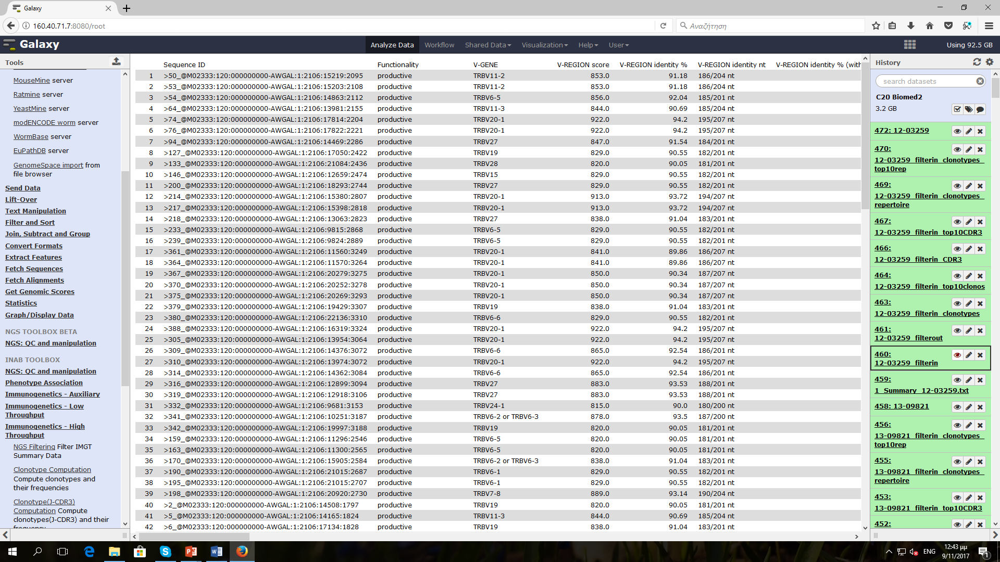 Galaxy
160.40.71.7:8080/root
Αναζήτηση
Galaxy
Analyze Data
Workflow
Shared Data
Visualization
Help
User
Using 92.5 GB
Tools
MouseMine server
Ratmine server
YeastMine server
modENCODE worm server
WormBase server
EuPathDB server
GenomeSpace import from
file browser
Send Data
Lift-Over
Text Manipulation
Filter and Sort
Join, Subtract and Group
Convert Formats
Extract Features
Fetch Sequences
Fetch Alignments
Get Genomic Scores
Statistics
Graph/Display Data
NGS TOOLBOX BETA
NGS: QC and manipulation
INAB TOOLBOX
NGS: QC and manipulation
Phenotype Association
Immunogenetics - Auxiliary
Immunogenetics - Low
Throughput
Immunogenetics - High
Throughput
NGS Filtering Filter IMGT
Summary Data
Clonotype Computation
Compute clonotypes and
their frequencies
Clonotype(J-CDR3)
Computation Compute
clonotypes(J-CDR3) and their
frequency
Sequence ID Functionality V-GENE V-REGION score V-REGION identity % V-REGION identity nt V-REGION identity % (with
1 >50_@M02333:120:000000000-AWGAL:1:2106:15219:2095 productive TRBV11-2 853.0 91.18 186/204 nt
2 >53_@M02333:120:000000000-AWGAL:1:2106:15203:2108 productive TRBV11-2 853.0 91.18 186/204 nt
3 >54_@M02333:120:000000000-AWGAL:1:2106:14863:2112 productive TRBV6-5 856.0 92.04 185/201 nt
4 >64_@M02333:120:000000000-AWGAL:1:2106:13981:2155 productive TRBV11-3 844.0 90.69 185/204 nt
5 >74_@M02333:120:000000000-AWGAL:1:2106:17814:2204 productive TRBV20-1 922.0 94.2 195/207 nt
6 >76_@M02333:120:000000000-AWGAL:1:2106:17822:2221 productive TRBV20-1 922.0 94.2 195/207 nt
7 >94_@M02333:120:000000000-AWGAL:1:2106:14469:2286 productive TRBV27 847.0 91.54 184/201 nt
8 >127_@M02333:120:000000000-AWGAL:1:2106:17050:2422 productive TRBV19 829.0 90.55 182/201 nt
9 >133_@M02333:120:000000000-AWGAL:1:2106:21084:2436 productive TRBV28 820.0 90.05 181/201 nt
10 >146_@M02333:120:000000000-AWGAL:1:2106:12659:2474 productive TRBV15 829.0 90.55 182/201 nt
11 >200_@M02333:120:000000000-AWGAL:1:2106:18293:2744 productive TRBV27 829.0 90.55 182/201 nt
12 >214_@M02333:120:000000000-AWGAL:1:2106:15380:2807 productive TRBV20-1 913.0 93.72 194/207 nt
13 >217_@M02333:120:000000000-AWGAL:1:2106:15398:2818 productive TRBV20-1 913.0 93.72 194/207 nt
14 >218_@M02333:120:000000000-AWGAL:1:2106:13063:2823 productive TRBV27 838.0 91.04 183/201 nt
15 >233_@M02333:120:000000000-AWGAL:1:2106:9815:2868 productive TRBV6-5 829.0 90.55 182/201 nt
16 >239_@M02333:120:000000000-AWGAL:1:2106:9824:2889 productive TRBV6-5 829.0 90.55 182/201 nt
17 >361_@M02333:120:000000000-AWGAL:1:2106:11560:3249 productive TRBV20-1 841.0 89.86 186/207 nt
18 >364_@M02333:120:000000000-AWGAL:1:2106:11570:3264 productive TRBV20-1 841.0 89.86 186/207 nt
19 >367_@M02333:120:000000000-AWGAL:1:2106:20279:3275 productive TRBV20-1 850.0 90.34 187/207 nt
20 >370_@M02333:120:000000000-AWGAL:1:2106:20252:3278 productive TRBV20-1 850.0 90.34 187/207 nt
21 >375_@M02333:120:000000000-AWGAL:1:2106:20269:3293 productive TRBV20-1 850.0 90.34 187/207 nt
22 >379_@M02333:120:000000000-AWGAL:1:2106:19429:3307 productive TRBV19 838.0 91.04 183/201 nt
23 >380_@M02333:120:000000000-AWGAL:1:2106:22136:3310 productive TRBV6-6 829.0 90.55 182/201 nt
24 >388_@M02333:120:000000000-AWGAL:1:2106:16319:3324 productive TRBV20-1 922.0 94.2 195/207 nt
25 >305_@M02333:120:000000000-AWGAL:1:2106:13954:3064 productive TRBV20-1 922.0 94.2 195/207 nt
26 >309_@M02333:120:000000000-AWGAL:1:2106:14376:3072 productive TRBV6-6 865.0 92.54 186/201 nt
27 >310_@M02333:120:000000000-AWGAL:1:2106:13974:3072 productive TRBV20-1 922.0 94.2 195/207 nt
28 >314_@M02333:120:000000000-AWGAL:1:2106:14362:3084 productive TRBV6-6 865.0 92.54 186/201 nt
29 >316_@M02333:120:000000000-AWGAL:1:2106:12899:3094 productive TRBV27 883.0 93.53 188/201 nt
30 >319_@M02333:120:000000000-AWGAL:1:2106:12918:3106 productive TRBV27 883.0 93.53 188/201 nt
31 >332_@M02333:120:000000000-AWGAL:1:2106:9681:3153 productive TRBV24-1 815.0 90.0 180/200 nt
32 >341_@M02333:120:000000000-AWGAL:1:2106:10251:3187 productive TRBV6-2 or TRBV6-3 878.0 93.5 187/200 nt
33 >342_@M02333:120:000000000-AWGAL:1:2106:19997:3188 productive TRBV19 820.0 90.05 181/201 nt
34 >159_@M02333:120:000000000-AWGAL:1:2106:11296:2546 productive TRBV6-5 820.0 90.05 181/201 nt
35 >163_@M02333:120:000000000-AWGAL:1:2106:11300:2565 productive TRBV6-5 820.0 90.05 181/201 nt
36 >170_@M02333:120:000000000-AWGAL:1:2106:15905:2584 productive TRBV6-2 or TRBV6-3 838.0 91.04 183/201 nt
37 >190_@M02333:120:000000000-AWGAL:1:2106:21015:2687 productive TRBV6-1 829.0 90.55 182/201 nt
38 >195_@M02333:120:000000000-AWGAL:1:2106:21015:2707 productive TRBV6-1 829.0 90.55 182/201 nt
39 >198_@M02333:120:000000000-AWGAL:1:2106:20920:2730 productive TRBV7-8 889.0 93.14 190/204 nt
40 >2_@M02333:120:000000000-AWGAL:1:2106:14508:1797 productive TRBV19 820.0 90.05 181/201 nt
41 >5_@M02333:120:000000000-AWGAL:1:2106:14165:1824 productive TRBV11-3 844.0 90.69 185/204 nt
42 >6_@M02333:120:000000000-AWGAL:1:2106:17134:1828 productive TRBV19 838.0 91.04 183/201 nt
History
search datasets
C20 Biomed2
3.2 GB
472: 12-03259
470:
12-03259_filterin_clonotypes_
top10rep
469:
12-03259_filterin_clonotypes_
repertoire
467:
12-03259_filterin_top10CDR3
466:
12-03259_filterin_CDR3
464:
12-03259_filterin_top10clonos
463:
12-03259_filterin_clonotypes
461:
12-03259_filterout
460:
12-03259_filterin
459:
1_Summary_12-03259.txt
458: 13-09821
456:
13-09821_filterin_clonotypes_
top10rep
455:
13-09821_filterin_clonotypes_
repertoire
453:
13-09821_filterin_top10CDR3
452:
ENG
12:43 μμ
9/11/2017
1